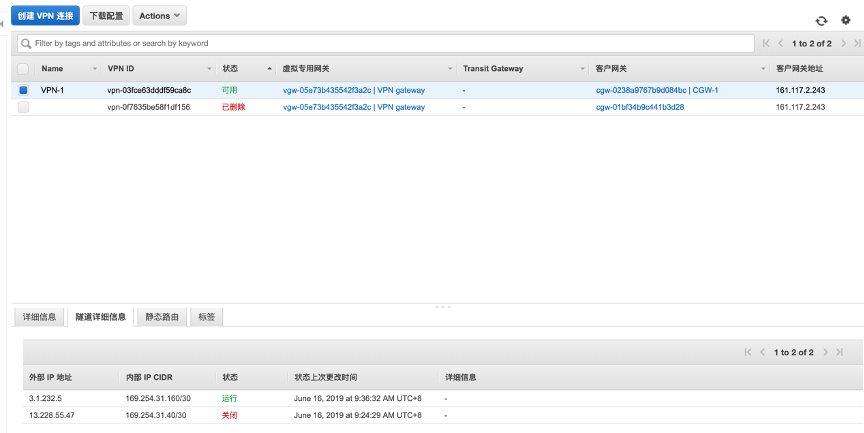 创建 VPN 连接 下载配置 Actions
Filter by tags and attributes or search by keyword 1 to 2 of 2
Name VPN ID 状态 虚拟专用网关 Transit Gateway 客户网关 客户网关地址
VPN-1 vpn-03fce63dddf59ca8c 可用 vgw-05e73b435542f3a2c | VPN gateway - cgw-0238a9767b9d084bc | CGW-1 161.117.2.243
vpn-0f7635be58f1df156 已删除 vgw-05e73b435542f3a2c | VPN gateway - cgw-01bf34b9c441b3d28 161.117.2.243
详细信息 隧道详细信息 静态路由 标签
1 to 2 of 2
外部 IP 地址 内部 IP CIDR 状态 状态上次更改时间 详细信息
3.1.232.5 169.254.31.160/30 运行 June 16, 2019 at 9:36:32 AM UTC+8 -
13.228.55.47 169.254.31.40/30 关闭 June 16, 2019 at 9:24:29 AM UTC+8 -